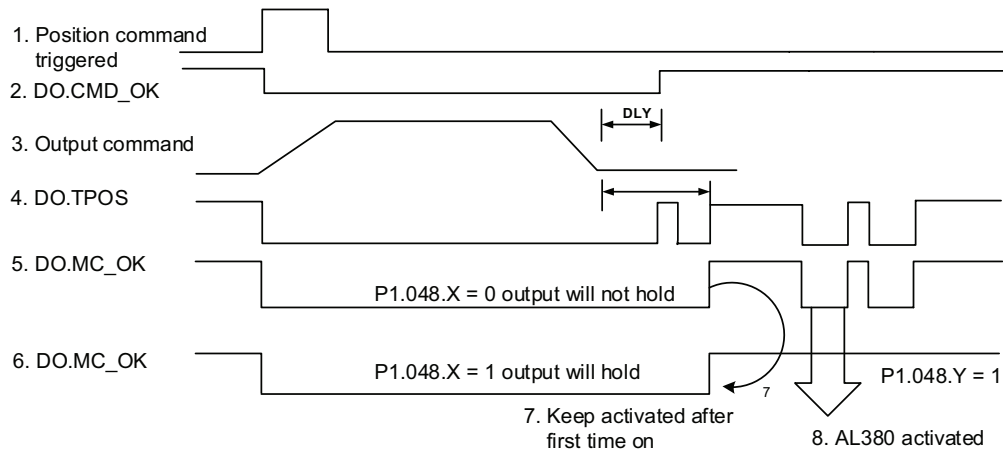 1. Position command
triggered
2. DO.CMD_OK
DLY
3. Output command
4. DO.TPOS
5. DO.MC_OK
P1.048.X = 0 output will not hold
6. DO.MC_OK
P1.048.X = 1 output will hold
7
P1.048.Y = 1
7. Keep activated after
first time on
8. AL380 activated